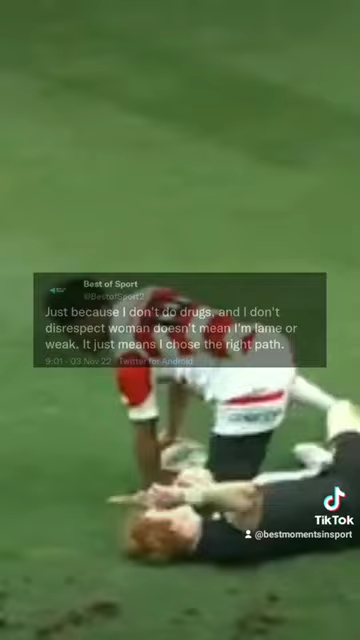 Best of Sport
@BestofSport2
Just because I don't do drugs, and I don't
disrespect woman doesn't mean I'm lame or
weak. It just means I chose the right path.
9:01 - 03 Nov 22 - Twitter for Android
TikTok
@bestmomentsinsport